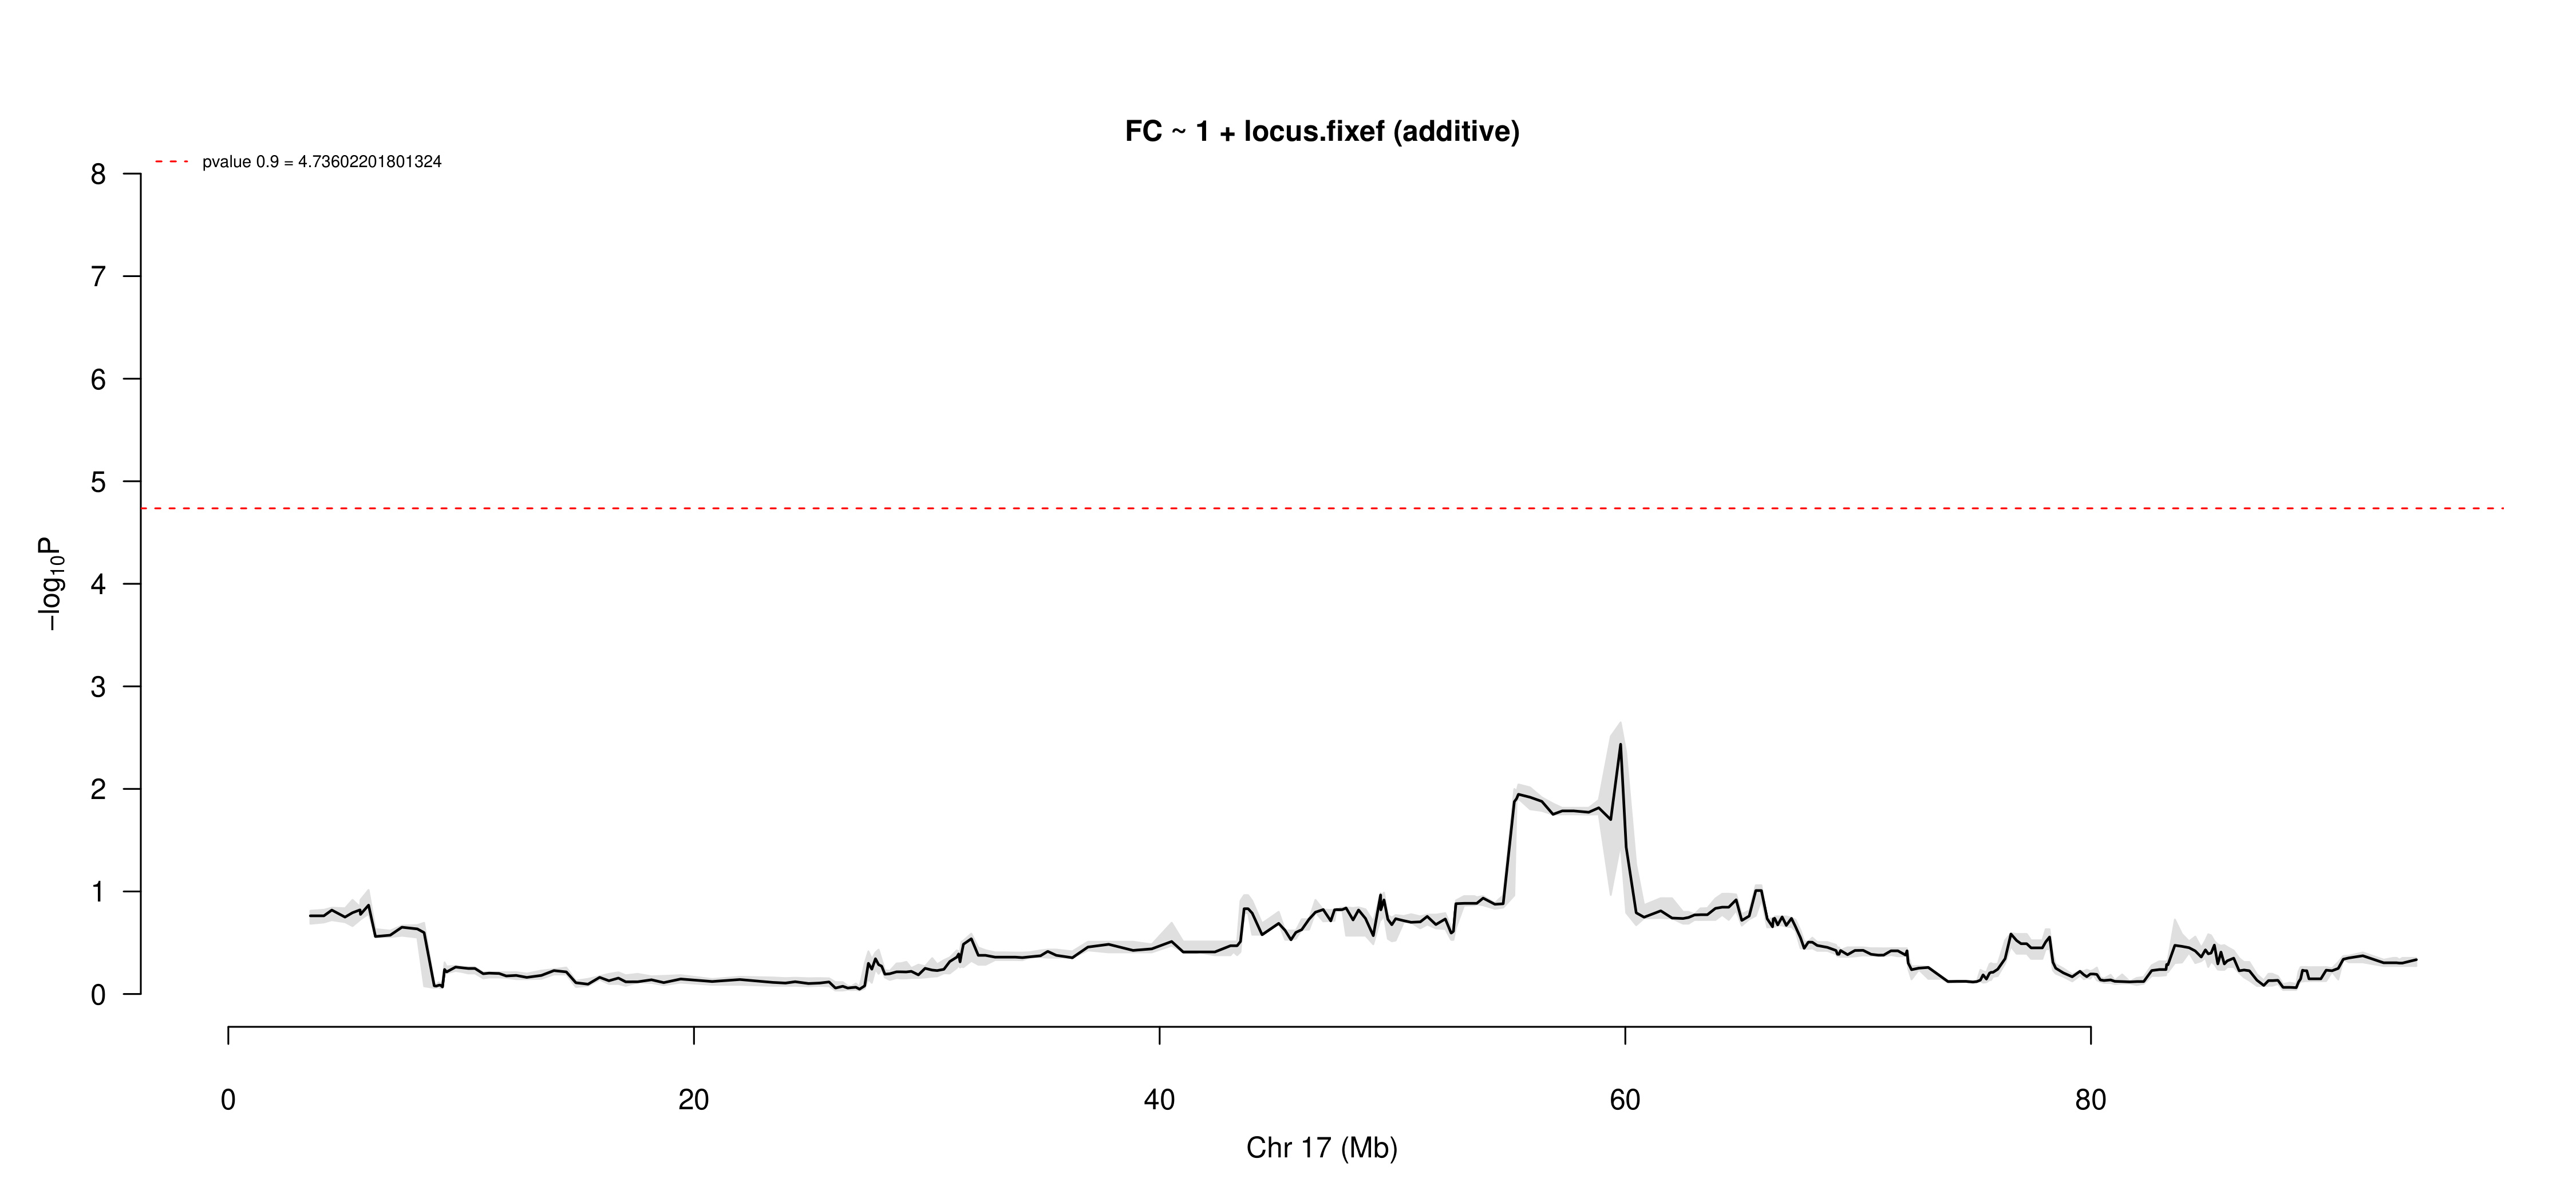 FC ~ 1 + locus.fixef (additive)
pvalue 0.9 = 4.73602201801324
8
7
6
5
4
3
2
1
0
−log10P
0 20 40 60 80
Chr 17 (Mb)